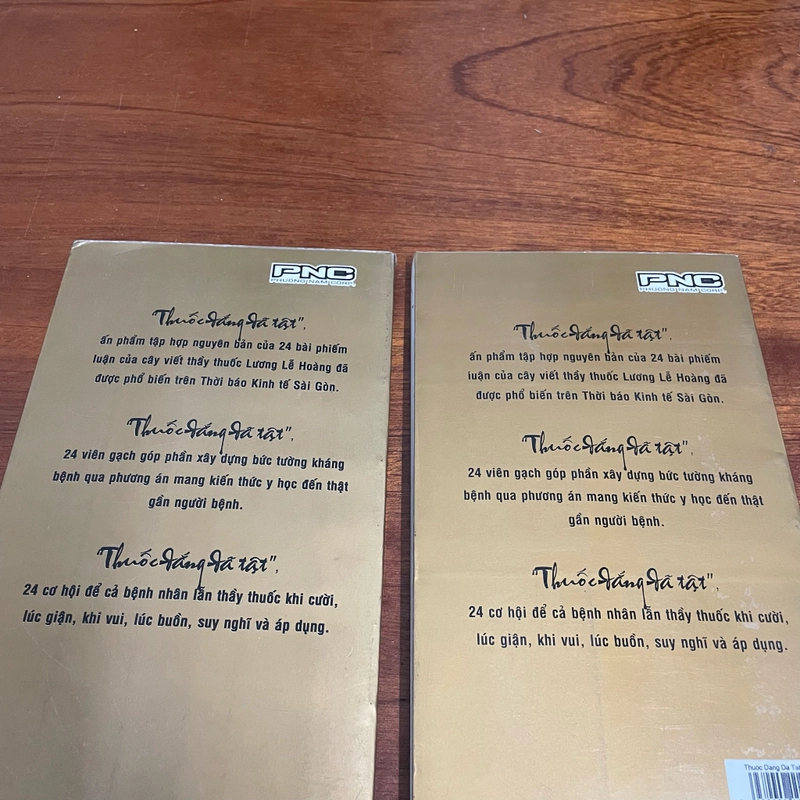 PNC
PHUONG NAM CORP
"Thuốc đắng dã tật",
ấn phẩm tập hợp nguyên bản của 24 bài phiếm
luận của cây viết thầy thuốc Lương Lễ Hoàng đã
được phổ biến trên Thời báo Kinh tế Sài Gòn.
"Thuốc đắng dã tật",
24 viên gạch góp phần xây dựng bức tường kháng
bệnh qua phương án mang kiến thức y học đến thật
gần người bệnh.
"Thuốc đắng dã tật",
24 cơ hội để cả bệnh nhân lẫn thầy thuốc khi cười,
lúc giận, khi vui, lúc buồn, suy nghĩ và áp dụng.
PNC
PHUONG NAM CORP
"Thuốc đắng dã tật",
ấn phẩm tập hợp nguyên bản của 24 bài phiếm
luận của cây viết thầy thuốc Lương Lễ Hoàng đã
được phổ biến trên Thời báo Kinh tế Sài Gòn.
"Thuốc đắng dã tật",
24 viên gạch góp phần xây dựng bức tường kháng
bệnh qua phương án mang kiến thức y học đến thật
gần người bệnh.
"Thuốc đắng dã tật",
24 cơ hội để cả bệnh nhân lẫn thầy thuốc khi cười,
lúc giận, khi vui, lúc buồn, suy nghĩ và áp dụng.
Thuoc Dang Da Tat